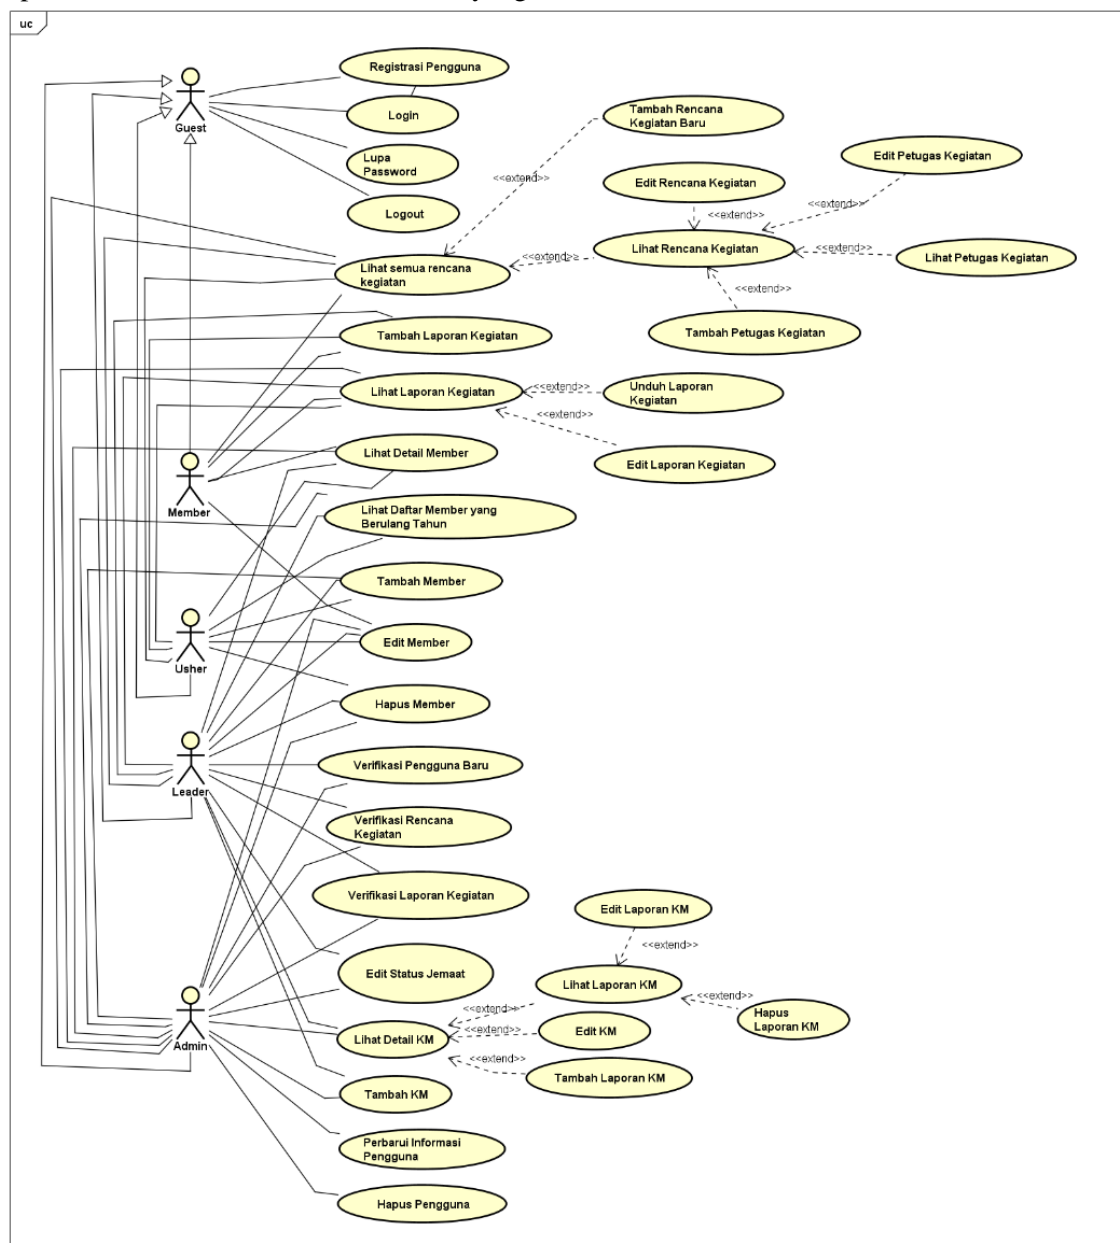 uc
Registrasi Pengguna
Guest
Login
Tambah Rencana
Kegiatan Baru
Lupa
Password
Edit Petugas Kegiatan
<<extend>>
Edit Rencana Kegiatan
Logout
<<extend>>
<<extend>>
Lihat semua rencana
kegiatan
<<extend>>
Lihat Rencana Kegiatan
<<extend>>
Lihat Petugas Kegiatan
<<extend>>
Tambah Laporan Kegiatan
Tambah Petugas Kegiatan
Lihat Laporan Kegiatan
<<extend>>
Unduh Laporan
Kegiatan
<<extend>>
Edit Laporan Kegiatan
Lihat Detail Member
Member
Lihat Daftar Member yang
Berulang Tahun
Tambah Member
Edit Member
Usher
Hapus Member
Verifikasi Pengguna Baru
Leader
Verifikasi Rencana
Kegiatan
Verifikasi Laporan Kegiatan
Edit Laporan KM
<<extend>>
Edit Status Jemaat
Lihat Laporan KM
<<extend>>
<<extend>>
Hapus
Laporan KM
Admin
Lihat Detail KM
<<extend>>
Edit KM
<<extend>>
Tambah Laporan KM
Tambah KM
Perbarui Informasi
Pengguna
Hapus Pengguna